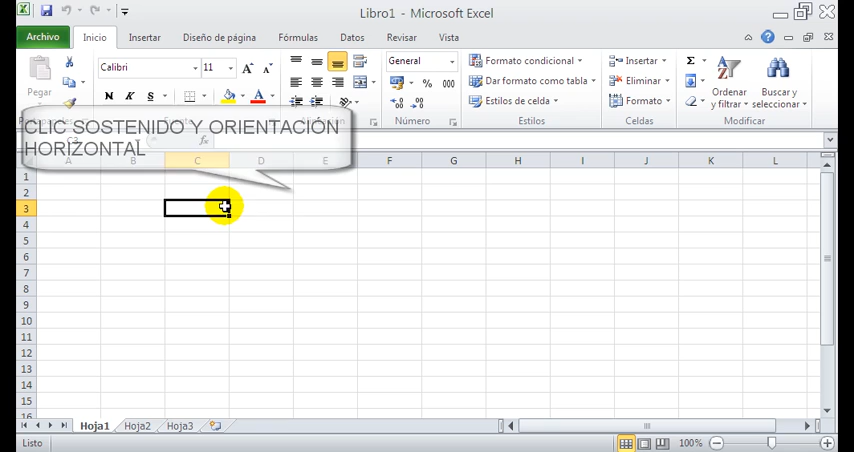 Libro1 - Microsoft Excel
Archivo Inicio Insertar Diseño de página Fórmulas Datos Revisar Vista
Pegar
Calibri 11 A A
N K S A
General
% 000
Número
Formato condicional
Dar formato como tabla
Estilos de celda
Estilos
Insertar
Eliminar
Formato
Celdas
Σ
Ordenar
y filtrar
Buscar y
seleccionar
Modificar
CLIC SOSTENIDO Y ORIENTACIÓN
HORIZONTAL
fx
A B C D E F G H I J K L
1
2
3
4
5
6
7
8
9
10
11
12
13
14
15
16
Hoja1 Hoja2 Hoja3
Listo 100%